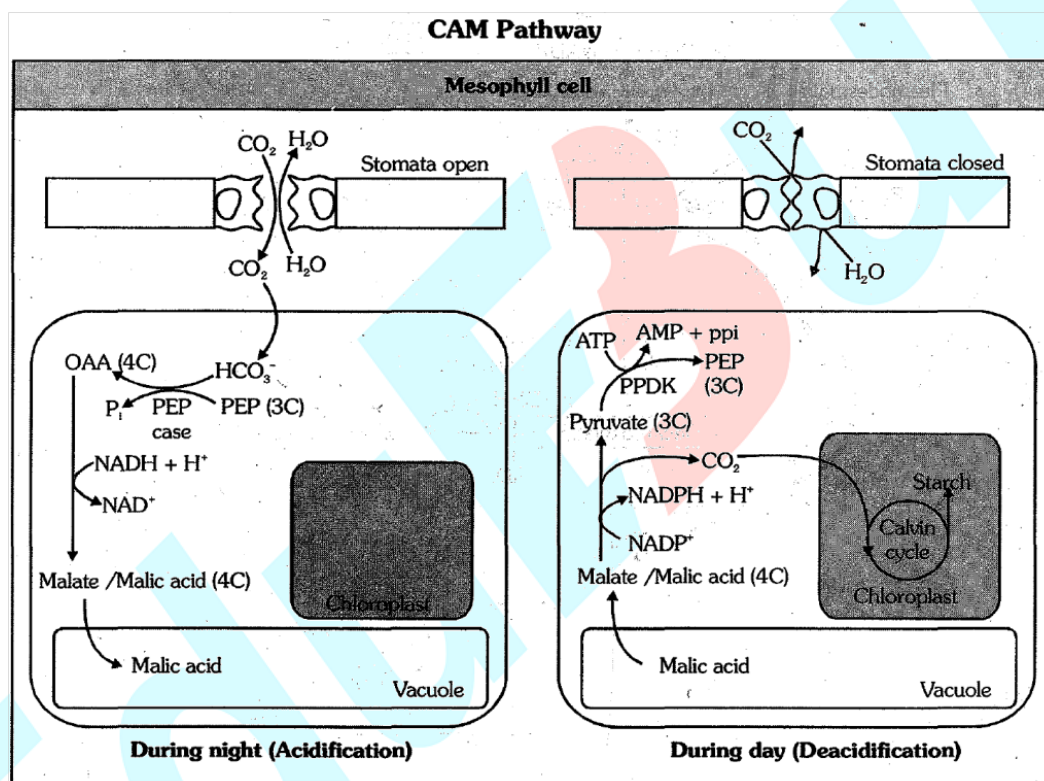 CAM Pathway
Mesophyll cell
CO₂
H₂O
Stomata open
CO₂
H₂O
OAA (4C)
HCO₃⁻
Pᵢ
PEP
case
PEP (3C)
NADH + H⁺
NAD⁺
Malate /Malic acid (4C)
Chloroplast
Malic acid
Vacuole
During night (Acidification)
CO₂
Stomata closed
H₂O
ATP
AMP + ppi
PPDK
PEP
(3C)
Pyruvate (3C)
CO₂
NADPH + H⁺
NADP⁺
Starch
Calvin
cycle
Chloroplast
Malate /Malic acid (4C)
Malic acid
Vacuole
During day (Deacidification)